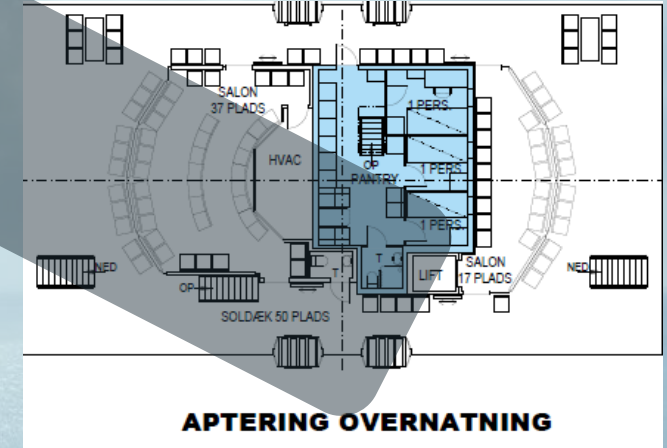 SALON
37 PLADS
1 PERS.
HVAC
OP
PANTRY
1 PERS.
1 PERS.
NED
OP
T
T
LIFT
SALON
17 PLADS
NED
SOLDÆK 50 PLADS
APTERING OVERNATNING